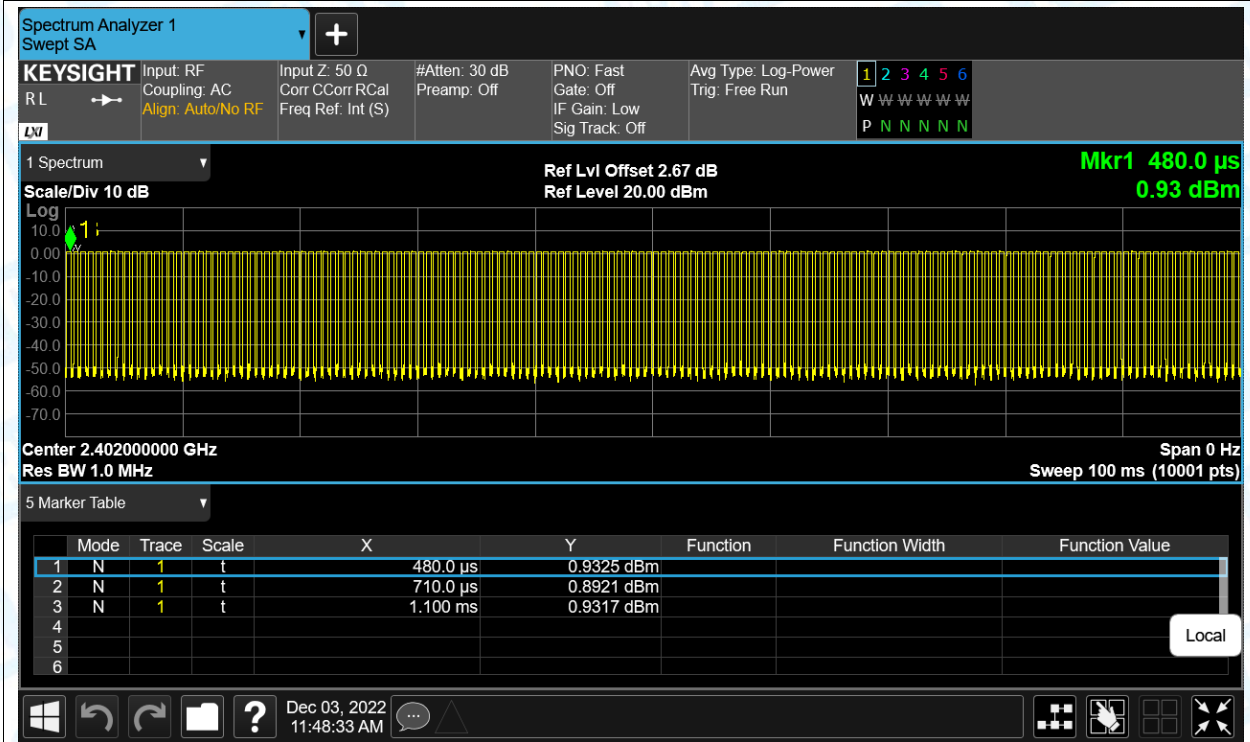 Spectrum Analyzer 1
Swept SA
KEYSIGHT Input: RF Input Z: 50 Ω #Atten: 30 dB PNO: Fast Avg Type: Log-Power 1 2 3 4 5 6
R L Coupling: AC Corr CCorr RCal Preamp: Off Gate: Off Trig: Free Run W W W W W W
Align: Auto/No RF Freq Ref: Int (S) IF Gain: Low
LXI Sig Track: Off P N N N N N
1 Spectrum
Ref Lvl Offset 2.67 dB Mkr1 480.0 µs
Scale/Div 10 dB Ref Level 20.00 dBm 0.93 dBm
Log
10.0 1
0.00
-10.0
-20.0
-30.0
-40.0
-50.0
-60.0
-70.0
Center 2.402000000 GHz Span 0 Hz
Res BW 1.0 MHz Sweep 100 ms (10001 pts)
5 Marker Table
Mode Trace Scale X Y Function Function Width Function Value
1 N 1 t 480.0 µs 0.9325 dBm
2 N 1 t 710.0 µs 0.8921 dBm
3 N 1 t 1.100 ms 0.9317 dBm
4
5
6
Local
? Dec 03, 2022
11:48:33 AM